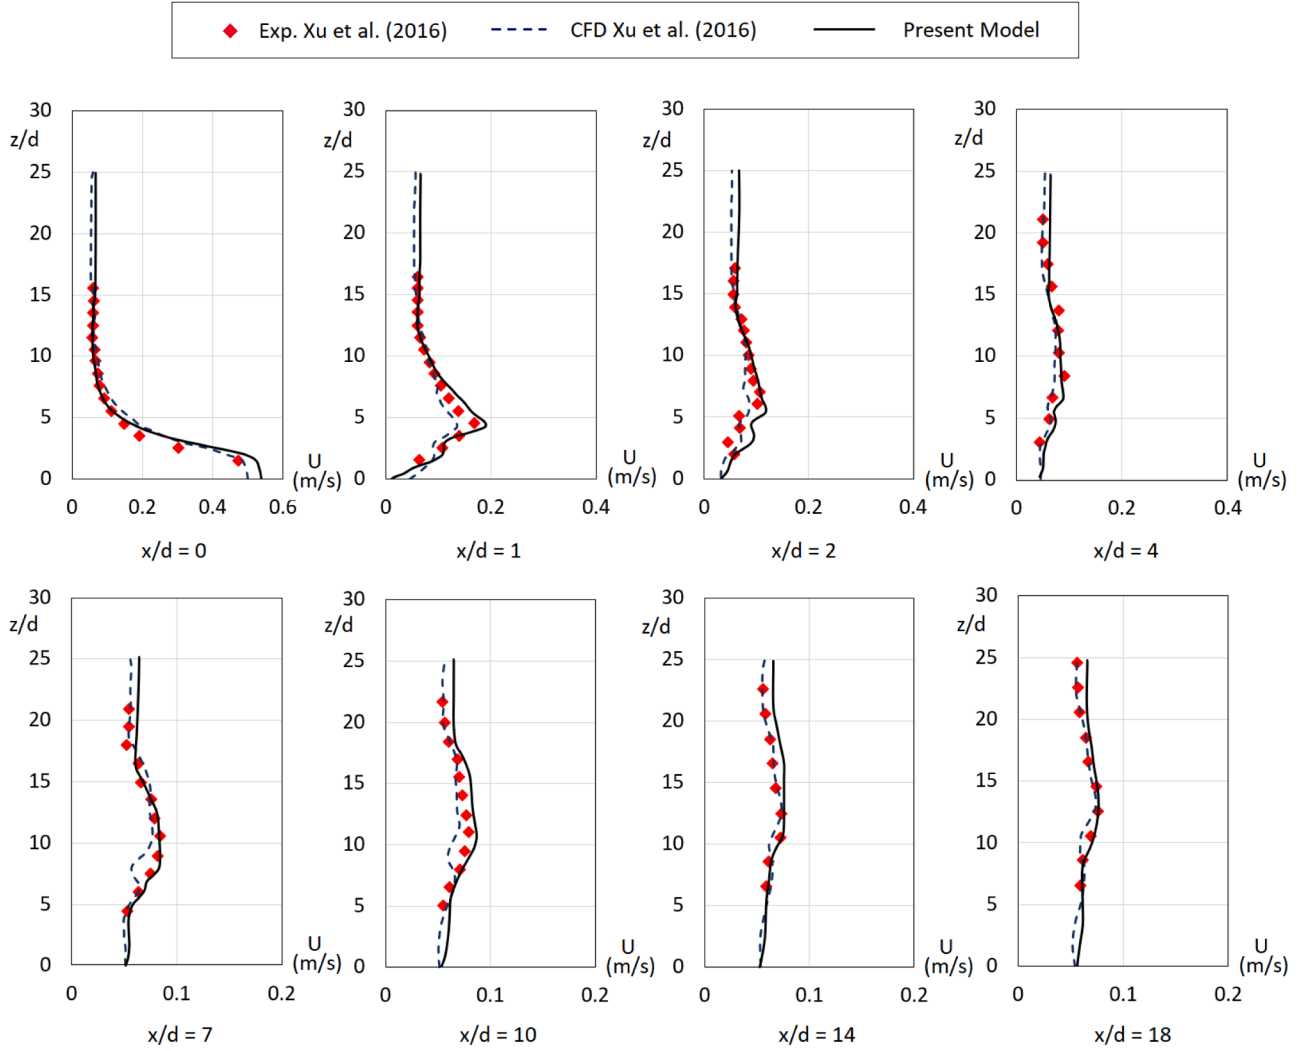 Exp. Xu et al. (2016) CFD Xu et al. (2016) Present Model
30 30 30 30
z/d z/d z/d z/d
25 25 25 25
20 20 20 20
15 15 15 15
10 10 10 10
5 5 5 5
U U U U
0 (m/s) 0 (m/s) 0 (m/s) 0 (m/s)
0 0.2 0.4 0.6 0 0.2 0.4 0 0.2 0.4 0 0.2 0.4
x/d = 0 x/d = 1 x/d = 2 x/d = 4
30 30 30 30
z/d z/d z/d z/d
25 25 25 25
20 20 20 20
15 15 15 15
10 10 10 10
5 5 5 5
U U U U
0 (m/s) 0 (m/s) 0 (m/s) 0 (m/s)
0 0.1 0.2 0 0.1 0.2 0 0.1 0.2 0 0.1 0.2
x/d = 7 x/d = 10 x/d = 14 x/d = 18